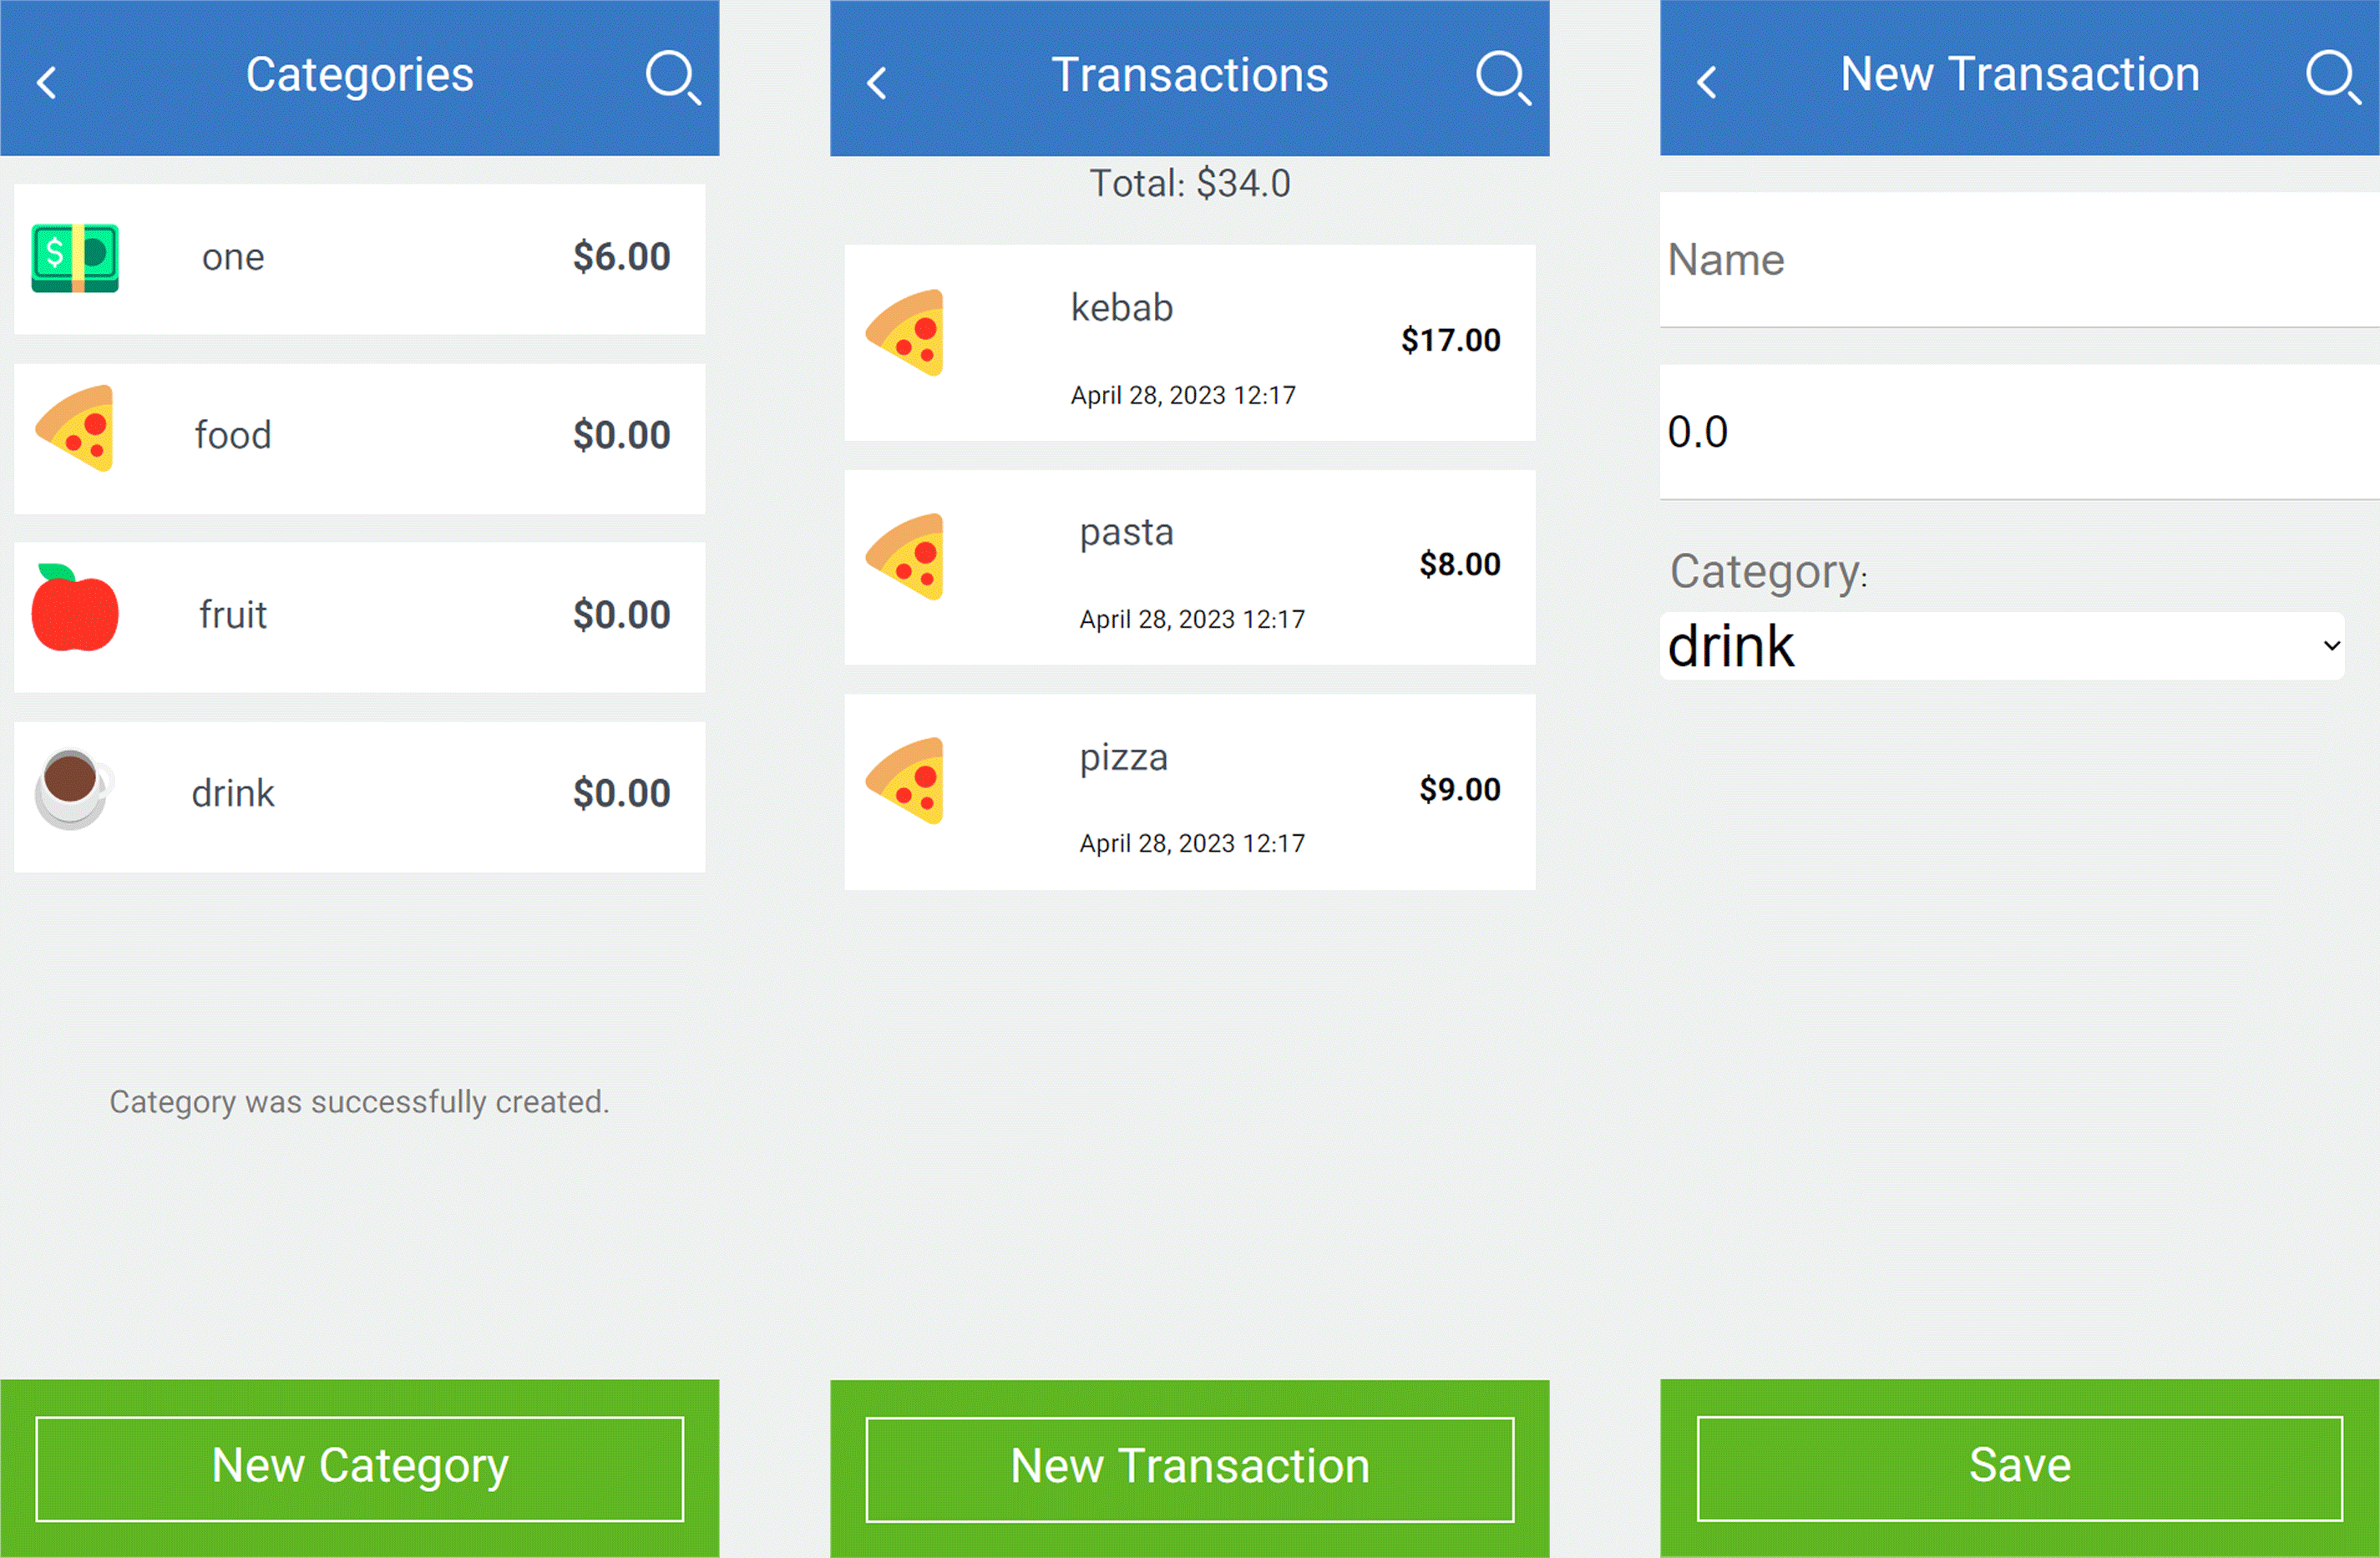 Categories
one
$6.00
food
$0.00
fruit
$0.00
drink
$0.00
Category was successfully created.
New Category
Transactions
Total: $34.0
kebab
$17.00
April 28, 2023 12:17
pasta
$8.00
April 28, 2023 12:17
pizza
$9.00
April 28, 2023 12:17
New Transaction
New Transaction
Name
0.0
Category:
drink
Save